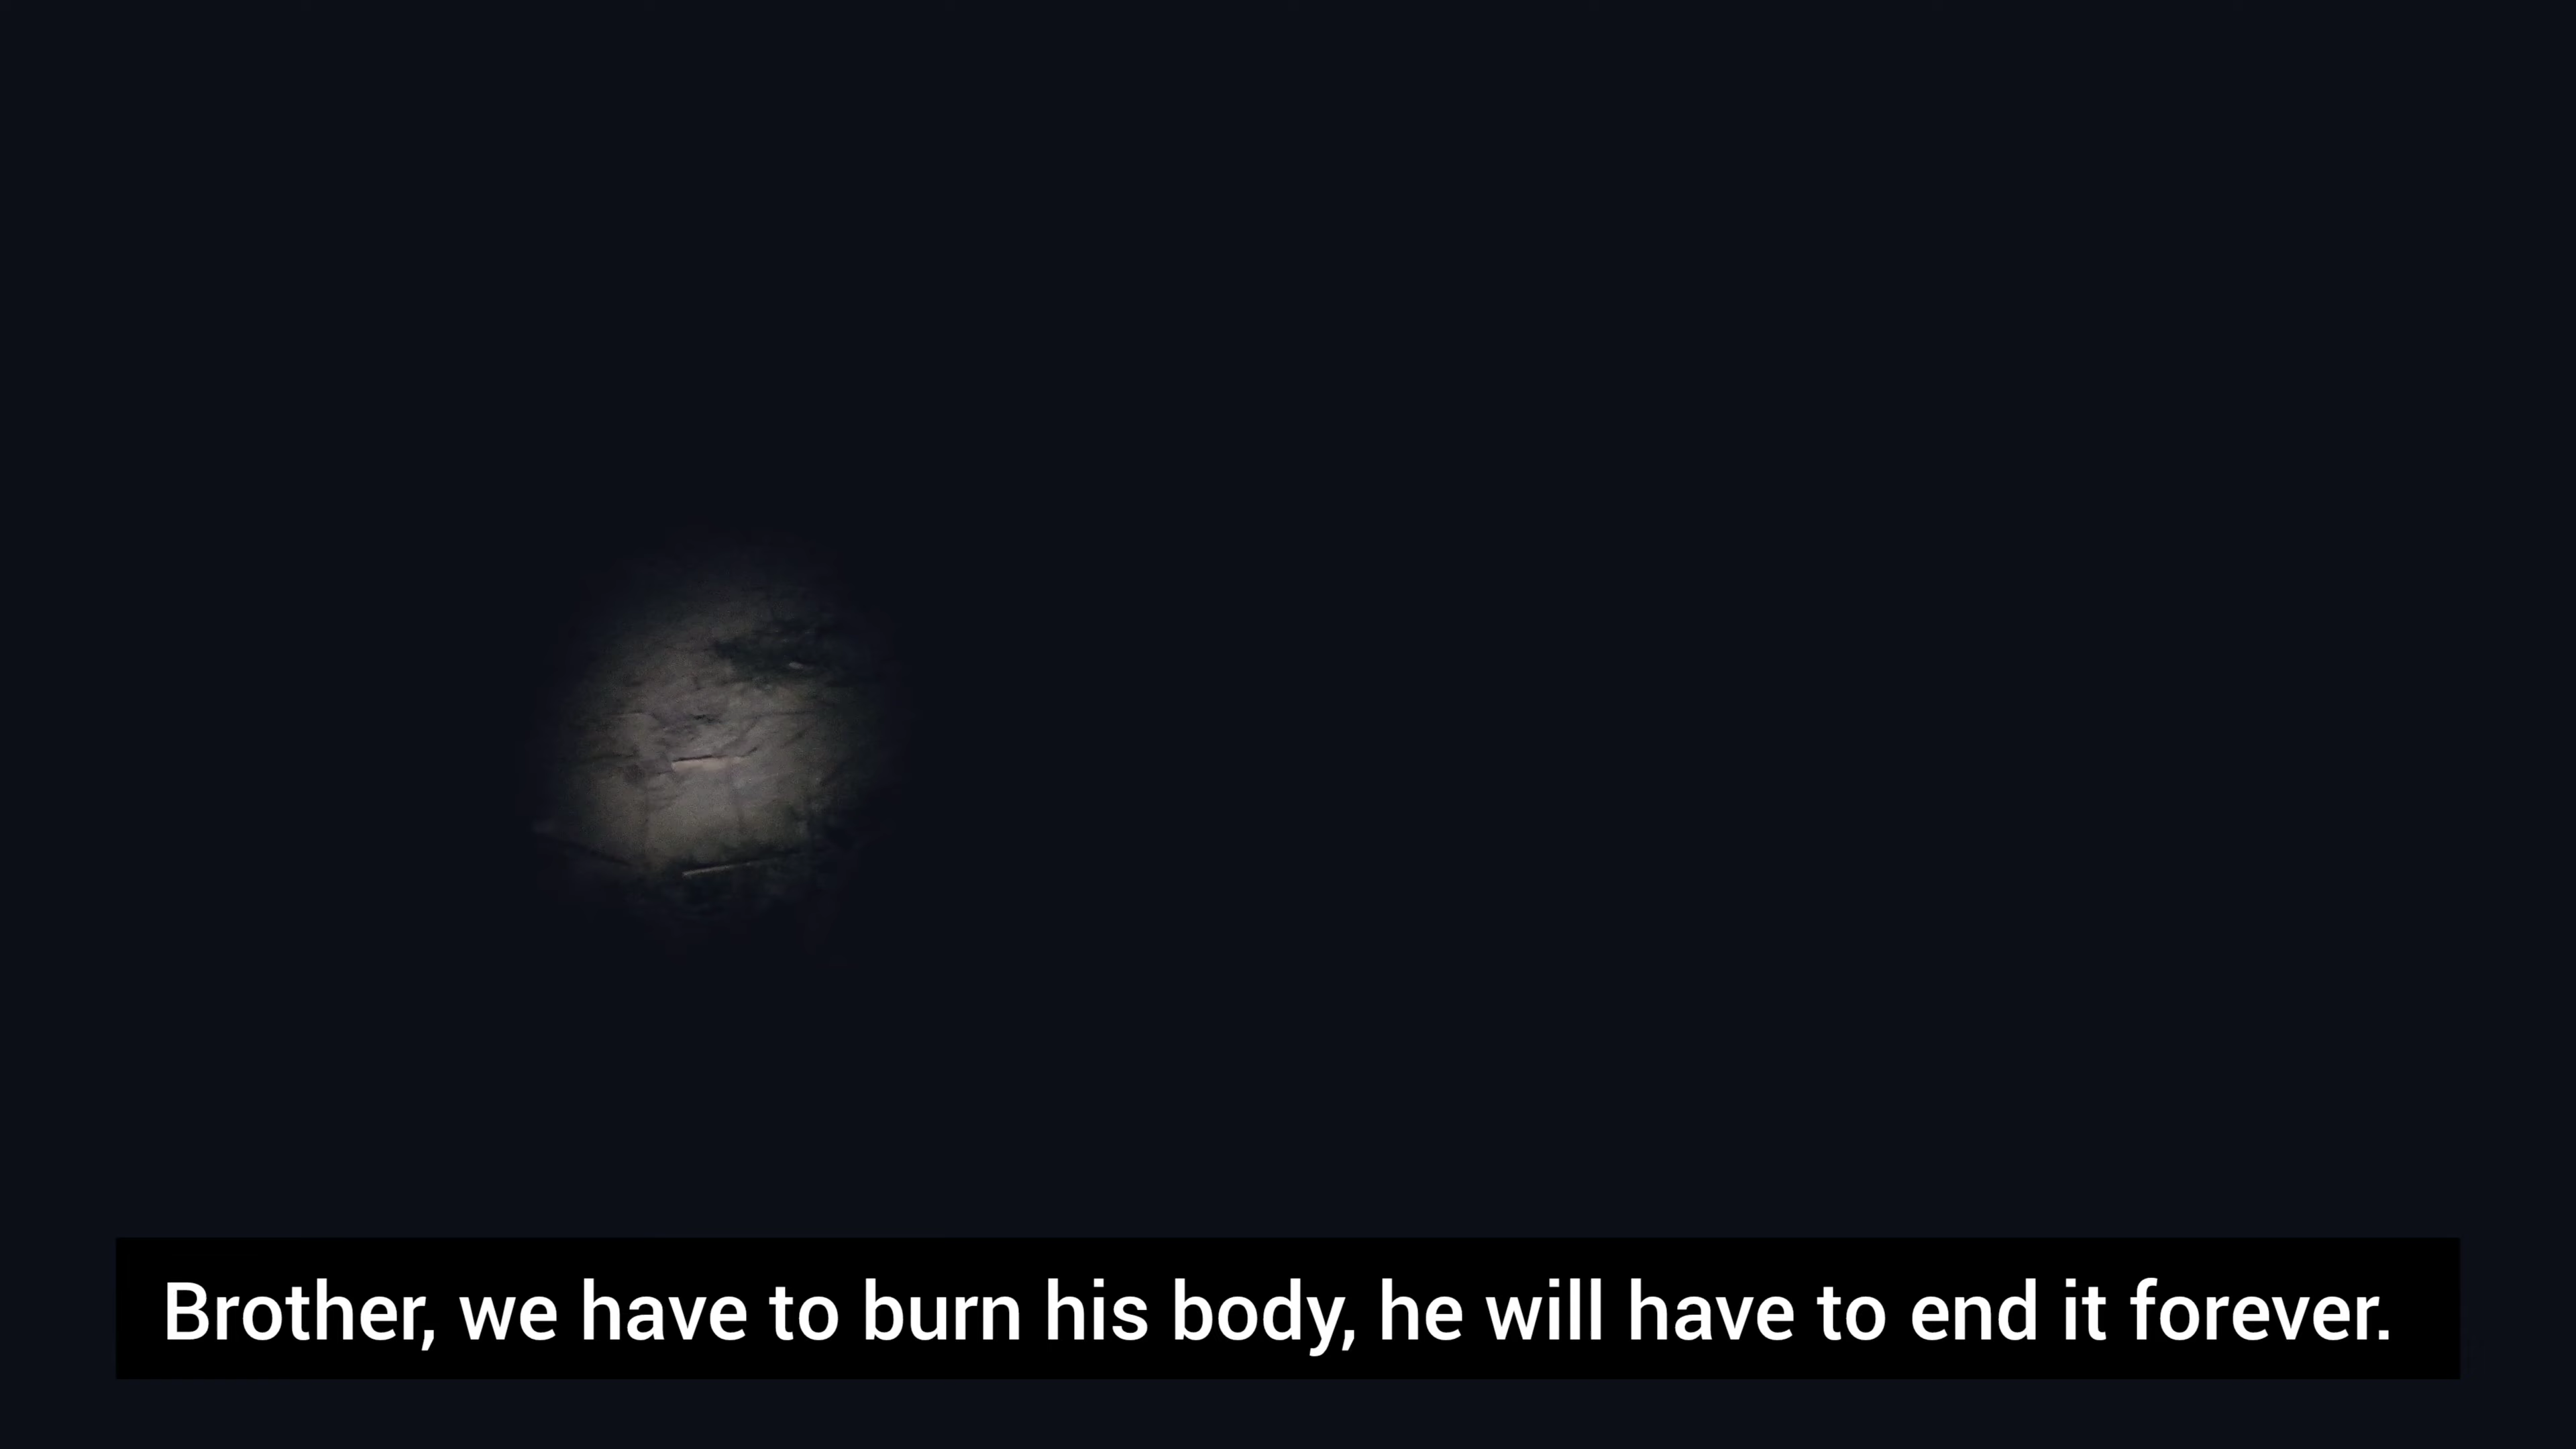 Brother, we have to burn his body, he will have to end it forever.